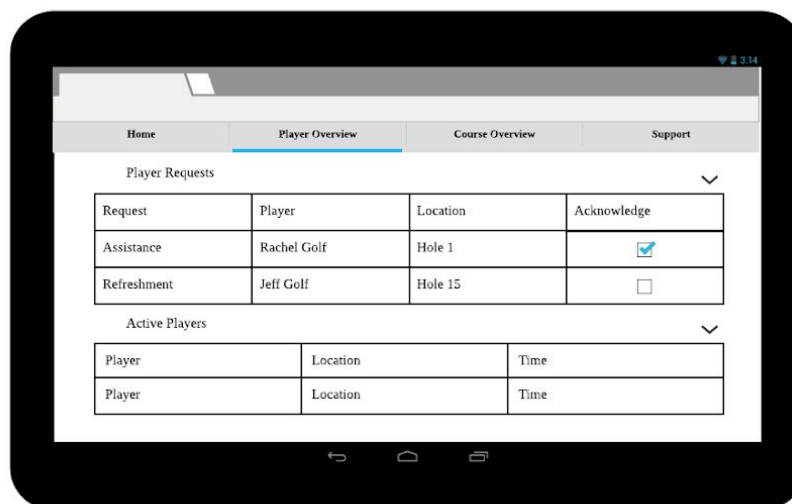 3:14
Home Player Overview Course Overview Support
Player Requests
Request Player Location Acknowledge
Assistance Rachel Golf Hole 1
Refreshment Jeff Golf Hole 15
Active Players
Player Location Time
Player Location Time